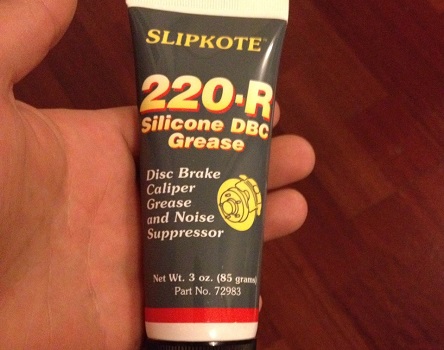 SLIPKOTE™
220-R
Silicone DBC
Grease
Disc Brake
Caliper
Grease
and Noise
Suppressor
Net Wt. 3 oz. (85 grams)
Part No. 72983